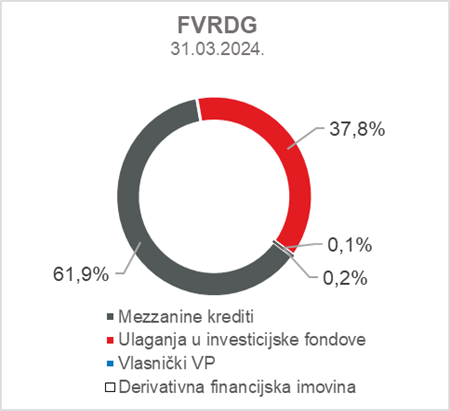 FVRDG
31.03.2024.
37,8%
0,1%
0,2%
61,9%
Mezzanine krediti
Ulaganja u investicijske fondove
Vlasnički VP
Derivativna financijska imovina